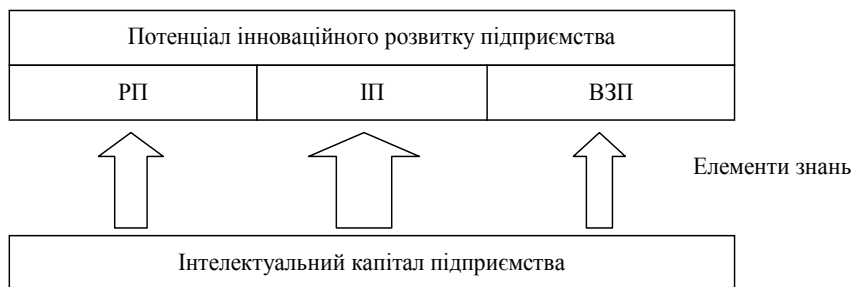 Потенціал інноваційного розвитку підприємства
РП
ІП
ВЗП
Елементи знань
Інтелектуальний капітал підприємства